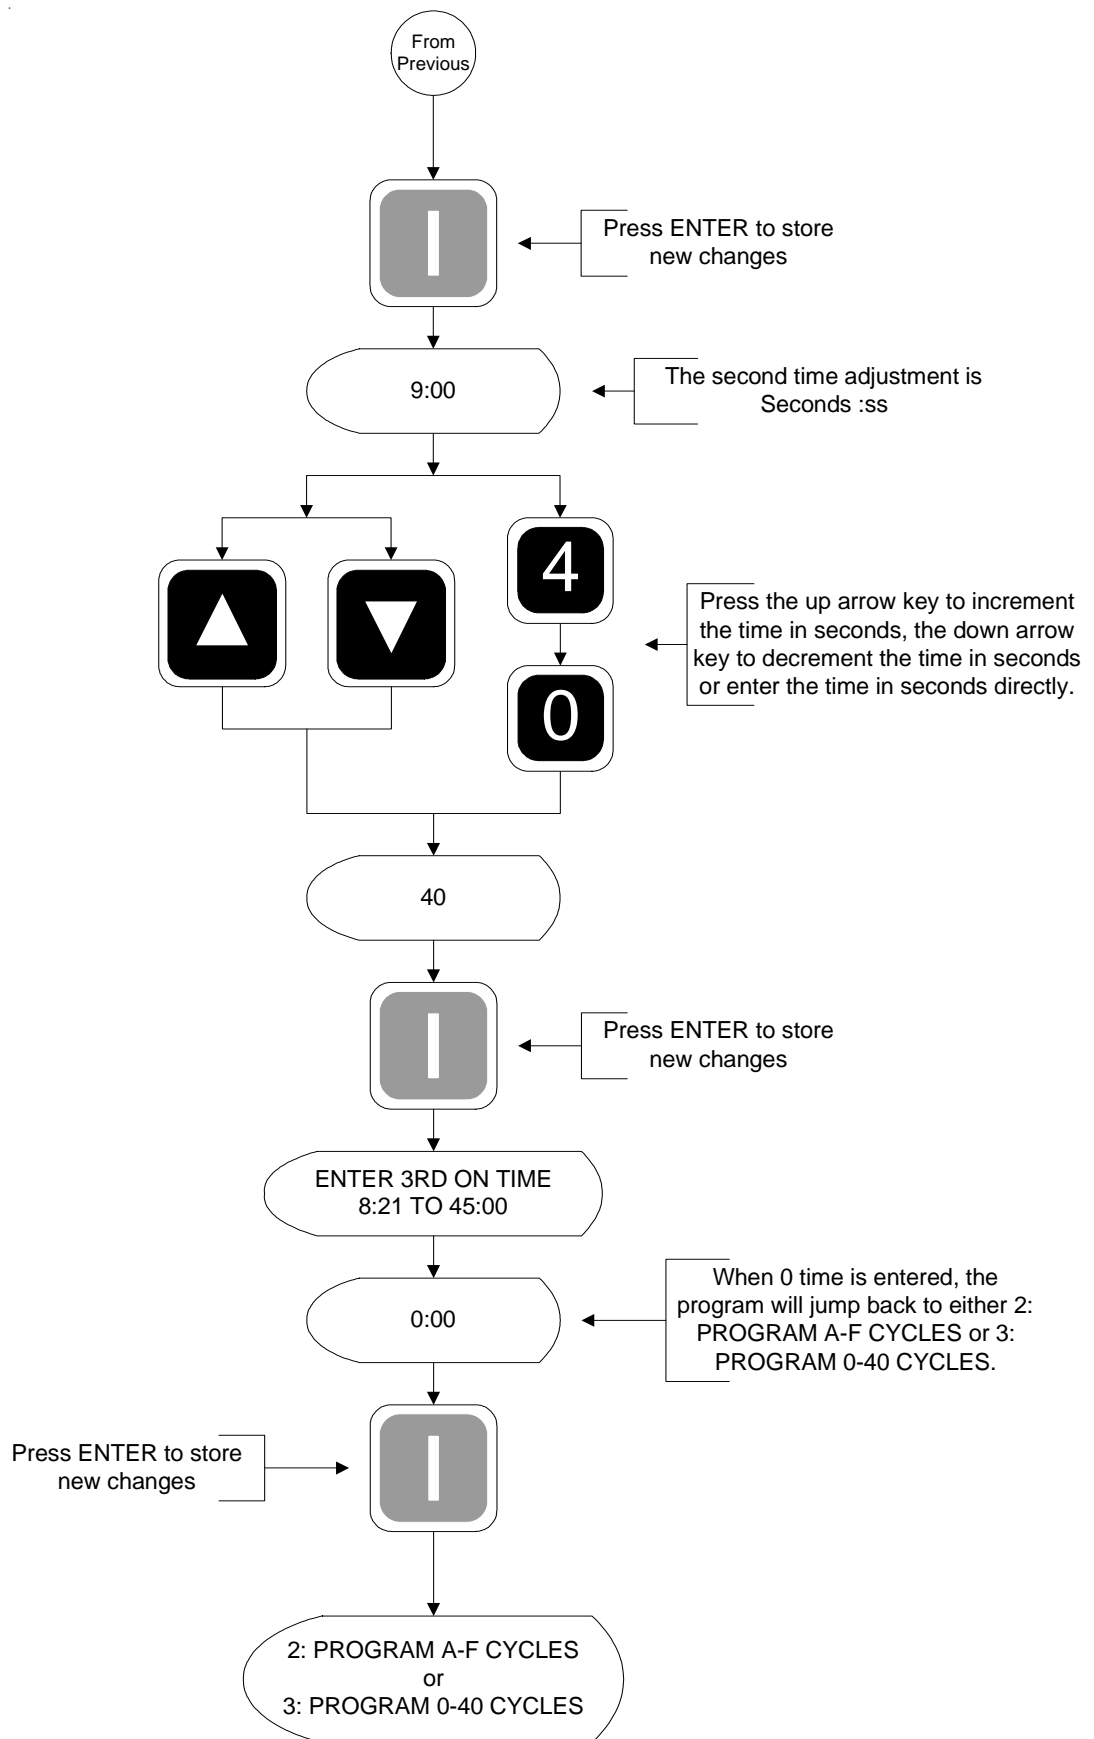 From
Previous
Press ENTER to store
new changes
9:00
The second time adjustment is
Seconds :ss
4
Press the up arrow key to increment
the time in seconds, the down arrow
key to decrement the time in seconds
or enter the time in seconds directly.
0
40
Press ENTER to store
new changes
ENTER 3RD ON TIME
8:21 TO 45:00
When 0 time is entered, the
program will jump back to either 2:
PROGRAM A-F CYCLES or 3:
PROGRAM 0-40 CYCLES.
0:00
Press ENTER to store
new changes
2: PROGRAM A-F CYCLES
or
3: PROGRAM 0-40 CYCLES